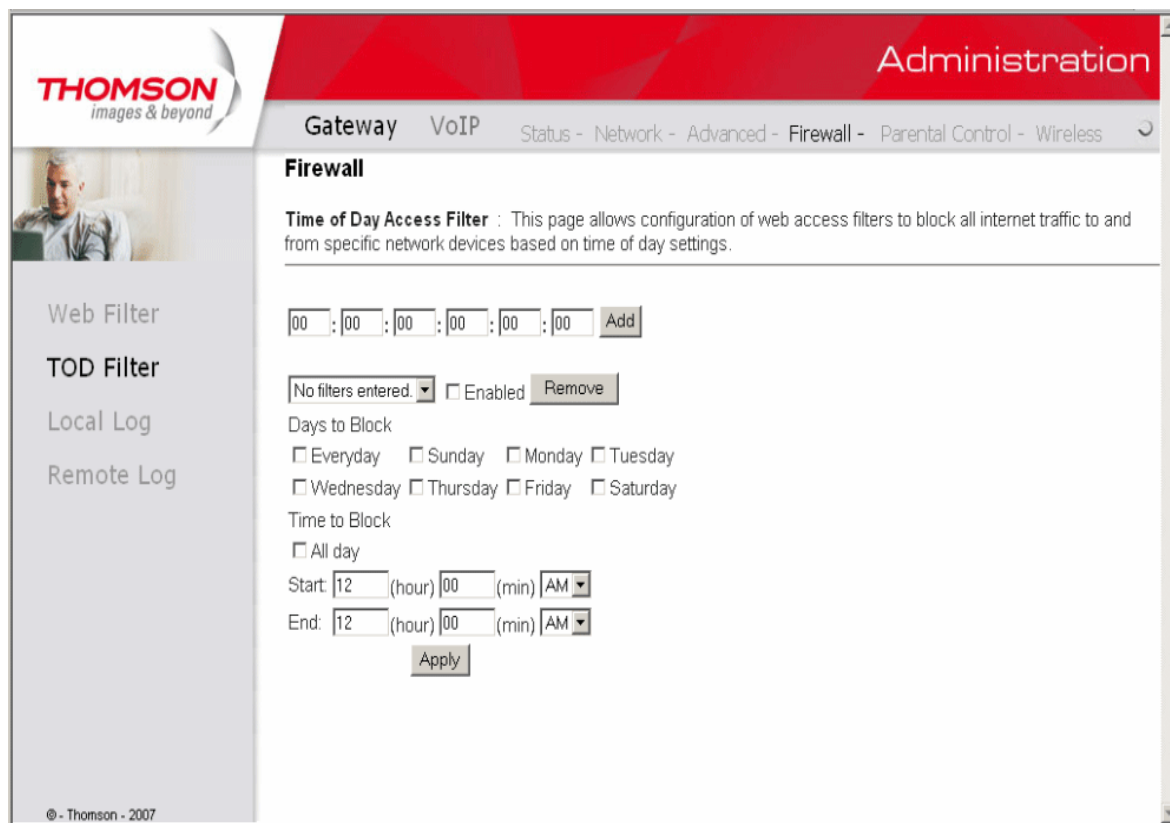 Administration
THOMSON
images & beyond
Gateway VoIP Status - Network - Advanced - Firewall - Parental Control - Wireless
Firewall
Time of Day Access Filter : This page allows configuration of web access filters to block all internet traffic to and
from specific network devices based on time of day settings.
Web Filter
TOD Filter
Local Log
Remote Log
00 : 00 : 00 : 00 : 00 : 00 Add
No filters entered. Enabled Remove
Days to Block
Everyday Sunday Monday Tuesday
Wednesday Thursday Friday Saturday
Time to Block
All day
Start: 12 (hour) 00 (min) AM
End: 12 (hour) 00 (min) AM
Apply
© - Thomson - 2007